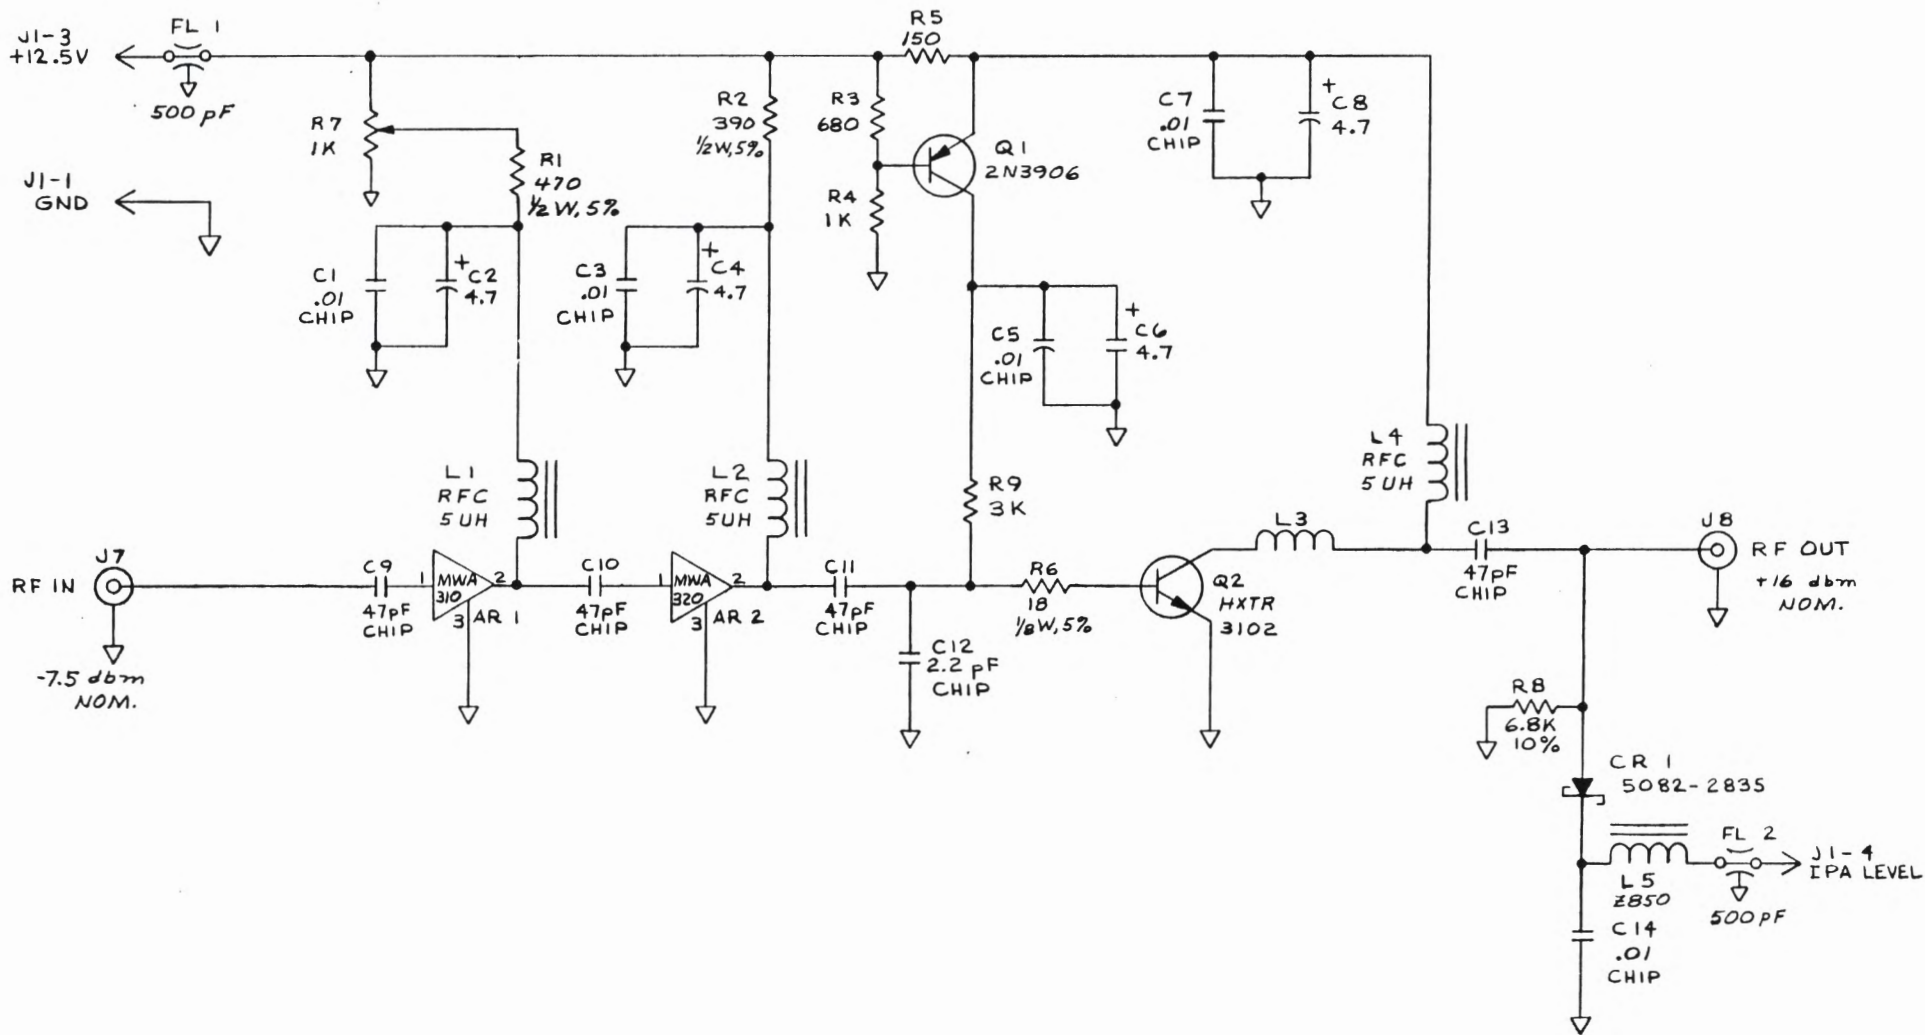 J1-3
+12.5V
FL 1
500 pF
J1-1
GND
R7
1K
R1
470
1/2 W, 5%
C1
.01
CHIP
+
C2
4.7
R2
390
1/2W, 5%
C3
.01
CHIP
+
C4
4.7
R5
150
R3
680
R4
1K
Q1
2N3906
C5
.01
CHIP
+
C6
4.7
C7
.01
CHIP
+
C8
4.7
L1
RFC
5UH
L2
RFC
5UH
R9
3K
L4
RFC
5UH
RF IN
J7
-7.5 dbm
NOM.
C9
47pF
CHIP
1
MWA
310
2
3
AR 1
C10
47pF
CHIP
1
MWA
320
2
3
AR 2
C11
47pF
CHIP
C12
2.2 pF
CHIP
R6
18
1/8W, 5%
Q2
HXTR
3102
L3
C13
47pF
CHIP
J8
RF OUT
+16 dbm
NOM.
R8
6.8K
10%
CR 1
5082-2835
L5
Z850
FL 2
500 pF
J1-4
IPA LEVEL
C14
.01
CHIP